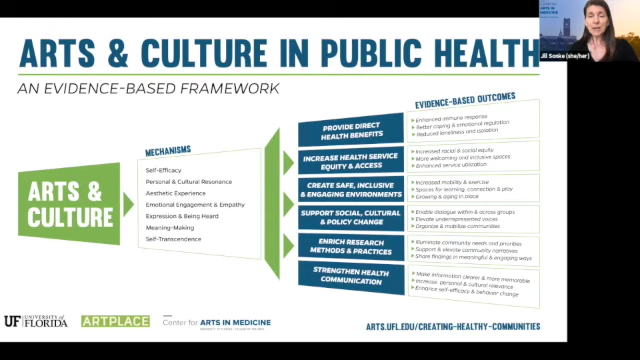 ARTS & CULTURE IN PUBLIC HEALTH
AN EVIDENCE-BASED FRAMEWORK
ARTS &
CULTURE
MECHANISMS
Self-Efficacy
Personal & Cultural Resonance
Aesthetic Experience
Emotional Engagement & Empathy
Expression & Being Heard
Meaning-Making
Self-Transcendence
EVIDENCE-BASED OUTCOMES
PROVIDE DIRECT
HEALTH BENEFITS
Enhanced immune response
Better coping & emotional regulation
Reduced loneliness and isolation
INCREASE HEALTH SERVICE
EQUITY & ACCESS
Increased racial & social equity
More welcoming and inclusive spaces
Enhanced service utilization
CREATE SAFE, INCLUSIVE
& ENGAGING ENVIRONMENTS
Increased mobility & exercise
Spaces for learning, connection & play
Growing & aging in place
SUPPORT SOCIAL, CULTURAL
& POLICY CHANGE
Enable dialogue within & across groups
Elevate underrepresented voices
Organize & mobilize communities
ENRICH RESEARCH
METHODS & PRACTICES
Illuminate community needs and priorities
Support & elevate community narratives
Share findings in meaningful & engaging ways
STRENGTHEN HEALTH
COMMUNICATION
Make information clearer & more memorable
Increase personal & cultural relevance
Enhance self-efficacy & behavior change
UF UNIVERSITY of
FLORIDA
ARTPLACE
Center for ARTS IN MEDICINE
ARTS.UFL.EDU/CREATING-HEALTHY-COMMUNITIES
ARTS IN MEDICINE
Jill Sonke (she/her)